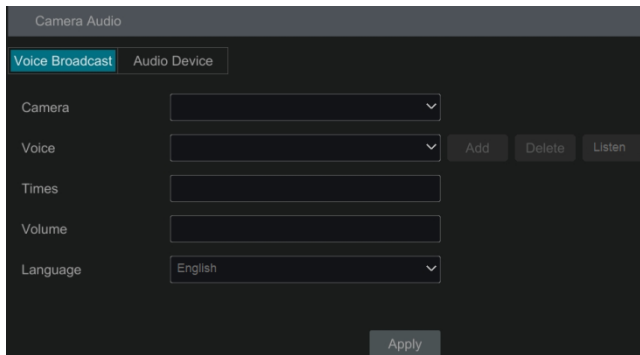 Camera Audio
Voice Broadcast Audio Device
Camera
Voice Add Delete Listen
Times
Volume
Language English
Apply